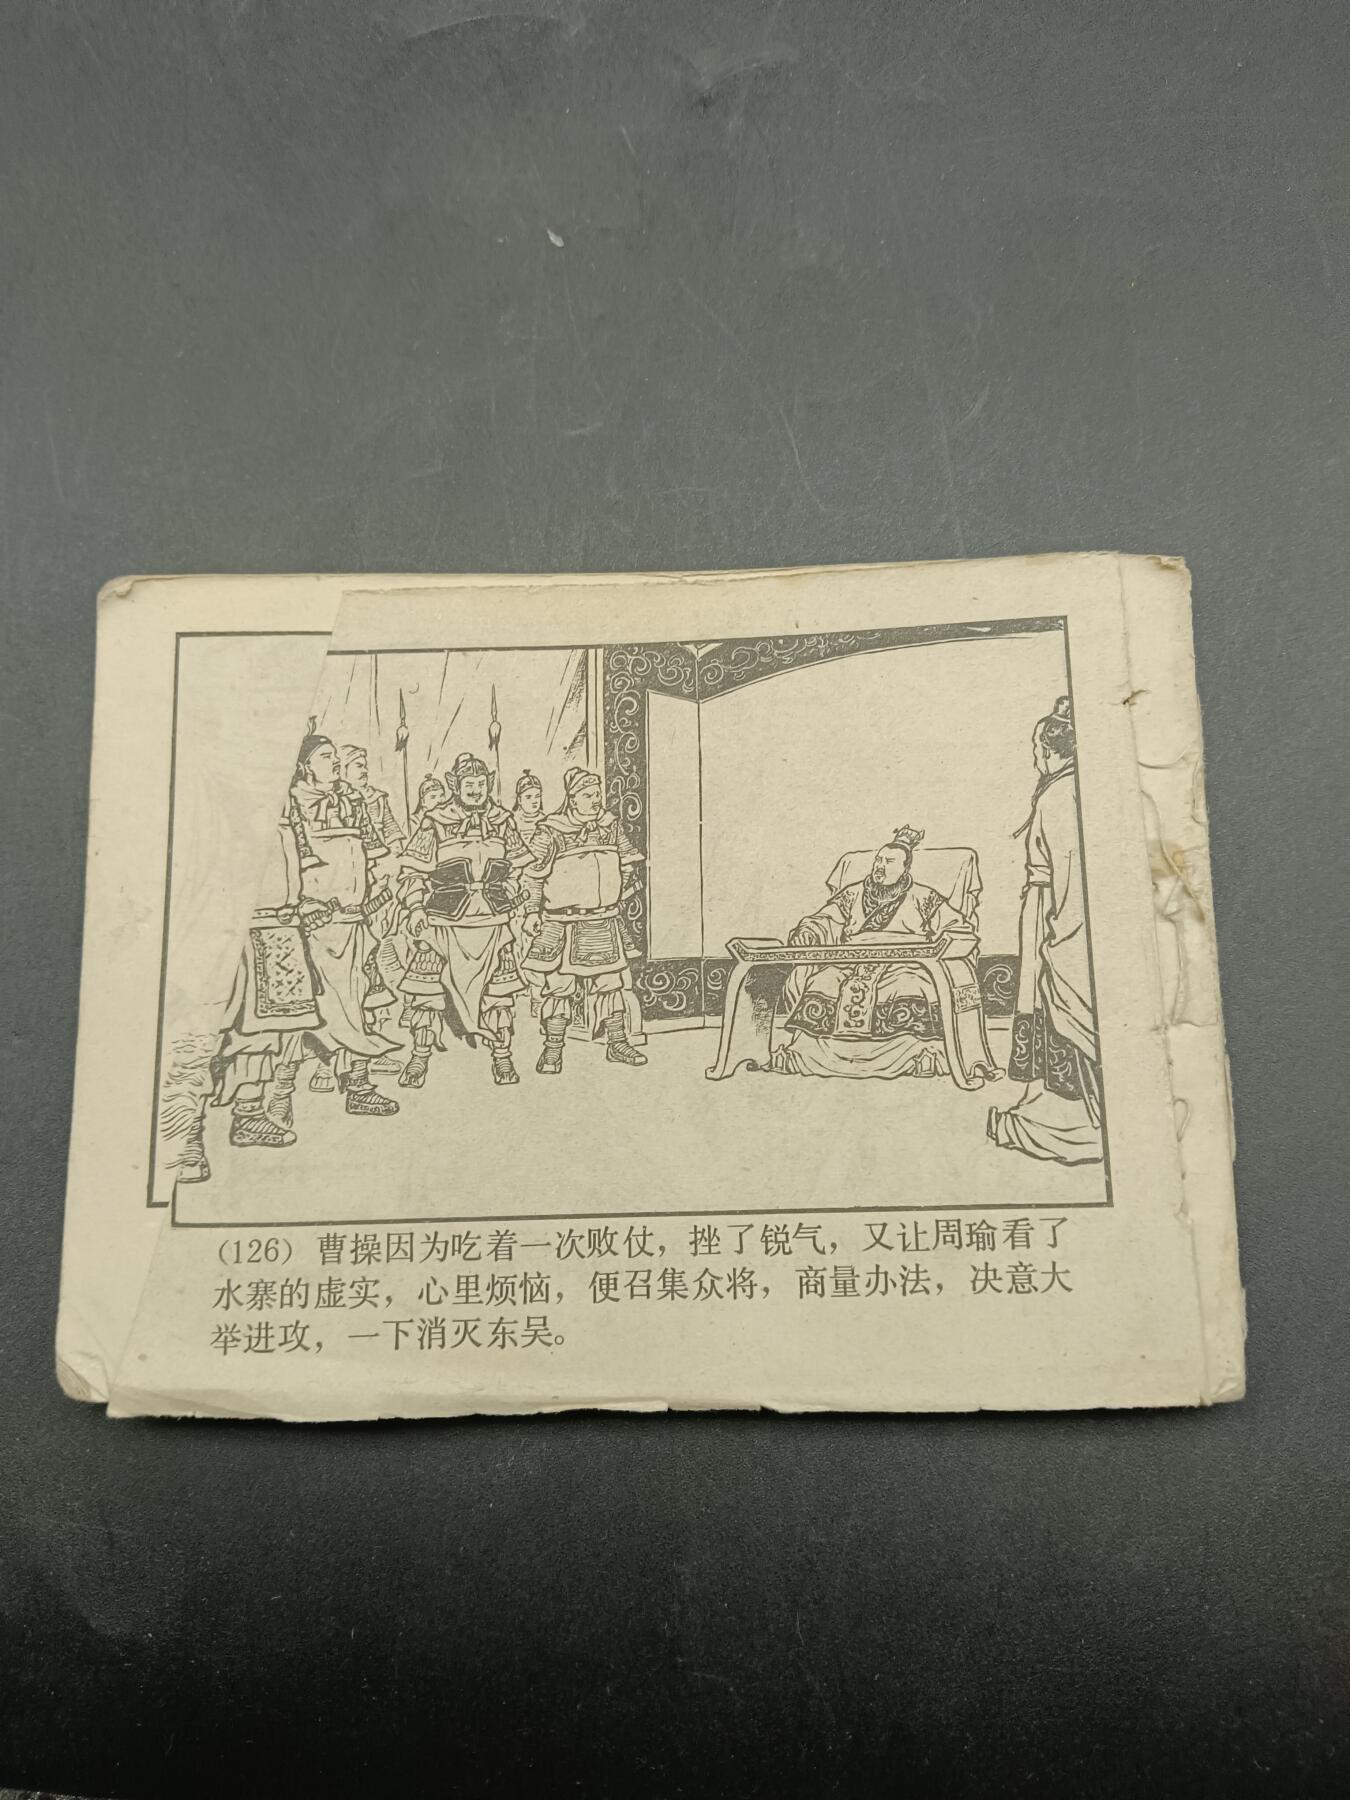 (126) 曹操因为吃着一次败仗，挫了锐气，又让周瑜看了
水寨的虚实，心里烦恼，便召集众将，商量办法，决意大
举进攻，一下消灭东吴。